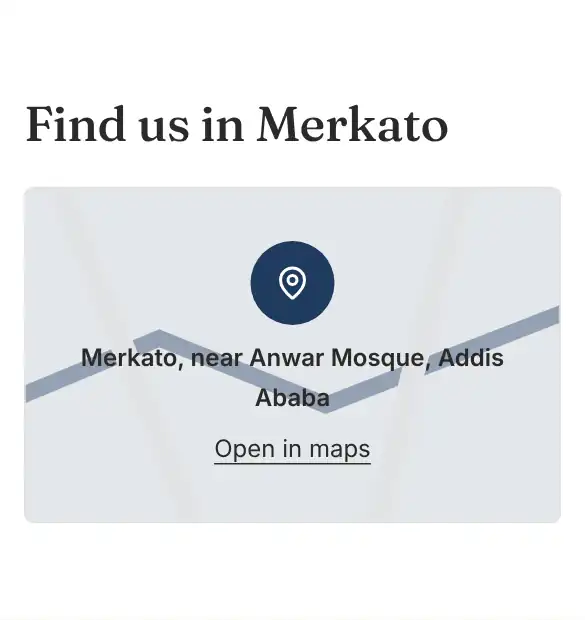 Find us in Merkato
Merkato, near Anwar Mosque, Addis
Ababa
Open in maps